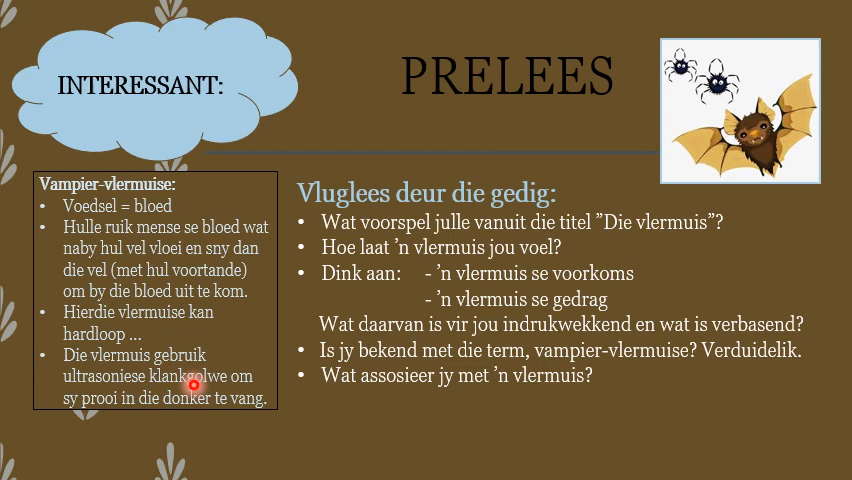 INTERESSANT:
PRELEES
Vampier-vlermuise:
• Voedsel = bloed
• Hulle ruik mense se bloed wat
naby hul vel vloei en sny dan
die vel (met hul voortande)
om by die bloed uit te kom.
• Hierdie vlermuise kan
hardloop ...
• Die vlermuis gebruik
ultrasoniese klankgolwe om
sy prooi in die donker te vang.
Vluglees deur die gedig:
• Wat voorspel julle vanuit die titel ”Die vlermuis”?
• Hoe laat ’n vlermuis jou voel?
• Dink aan: - ’n vlermuis se voorkoms
- ’n vlermuis se gedrag
Wat daarvan is vir jou indrukwekkend en wat is verbasend?
• Is jy bekend met die term, vampier-vlermuise? Verduidelik.
• Wat assosieer jy met ’n vlermuis?